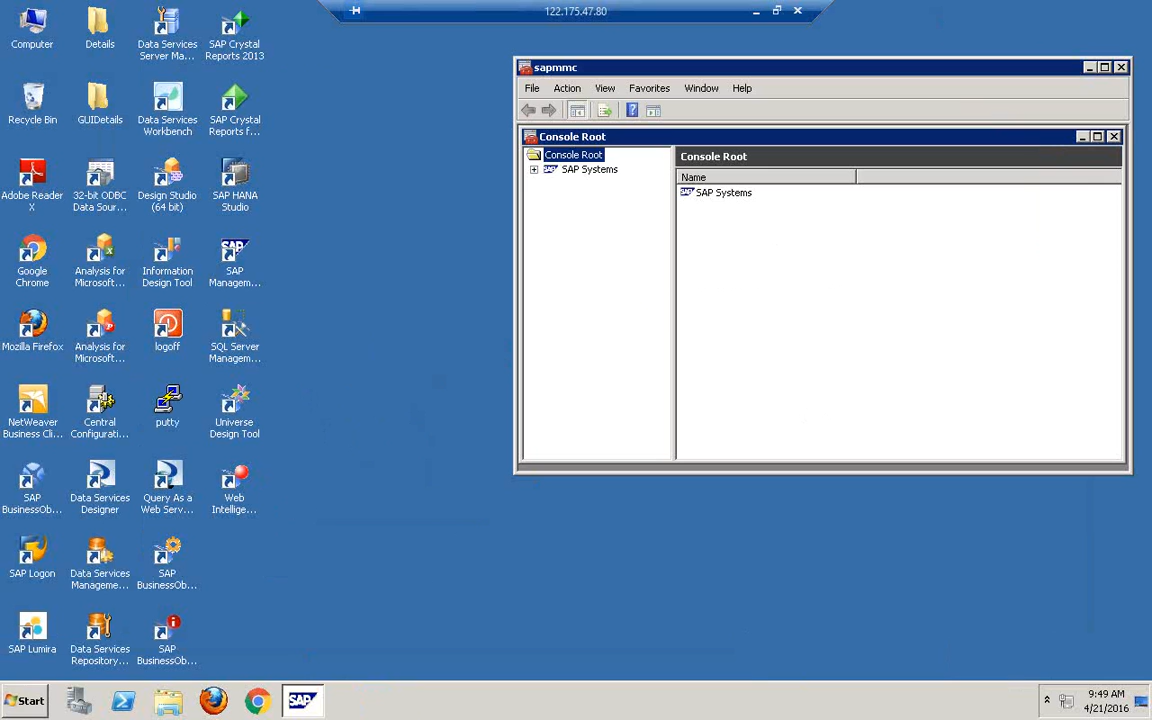 122.175.47.80
Computer
Details
Data Services
Server Ma...
SAP Crystal
Reports 2013
Recycle Bin
GUIDetails
Data Services
Workbench
SAP Crystal
Reports f...
Adobe Reader
X
32-bit ODBC
Data Sour...
Design Studio
(64 bit)
SAP HANA
Studio
Google
Chrome
Analysis for
Microsoft...
Information
Design Tool
SAP
SAP
Managem...
Mozilla Firefox
Analysis for
Microsoft...
logoff
SQL Server
Managem...
NetWeaver
Business Cli...
Central
Configurati...
putty
Universe
Design Tool
SAP
BusinessOb...
Data Services
Designer
Query As a
Web Serv...
Web
Intellige...
SAP Logon
Data Services
Manageme...
SAP
BusinessOb...
SAP Lumira
Data Services
Repository...
SAP
BusinessOb...
sapmmc
File Action View Favorites Window Help
Console Root
Console Root
SAP Systems
Console Root
Name
SAP Systems
Start
SAP
9:49 AM
4/21/2016